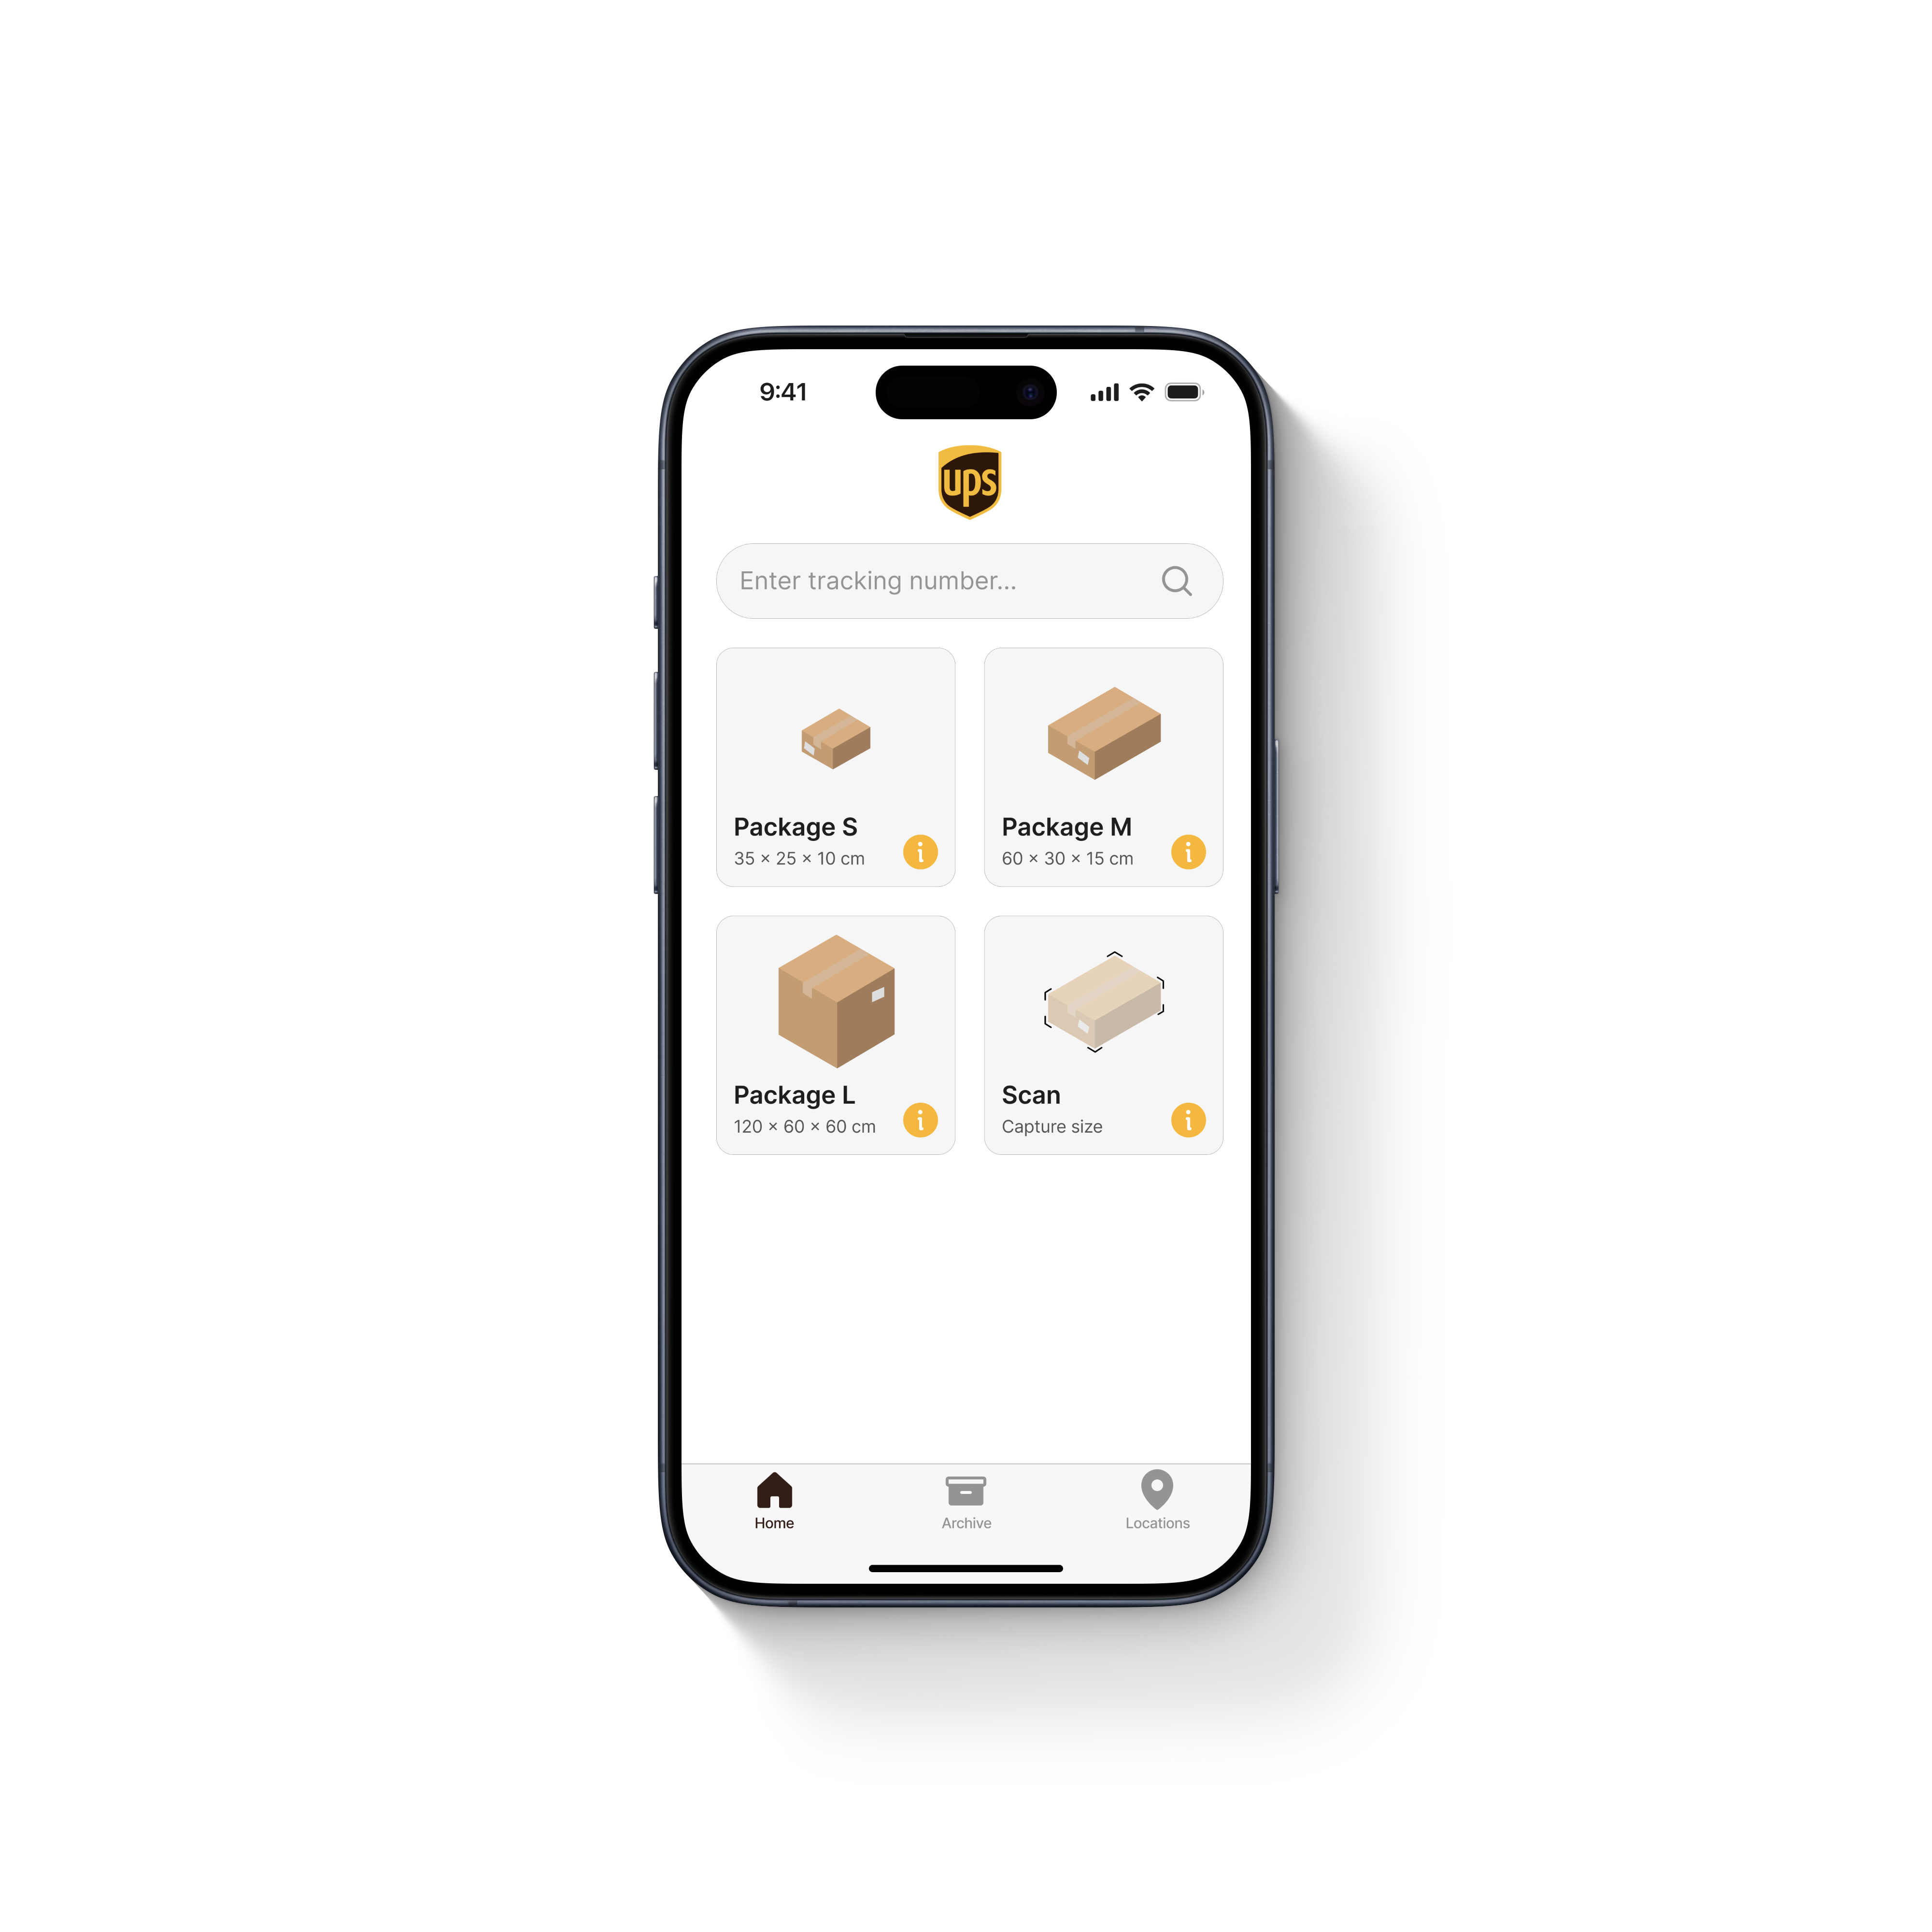 9:41
ups
Enter tracking number...
Package S
35 × 25 × 10 cm
Package M
60 × 30 × 15 cm
Package L
120 × 60 × 60 cm
Scan
Capture size
Home
Archive
Locations